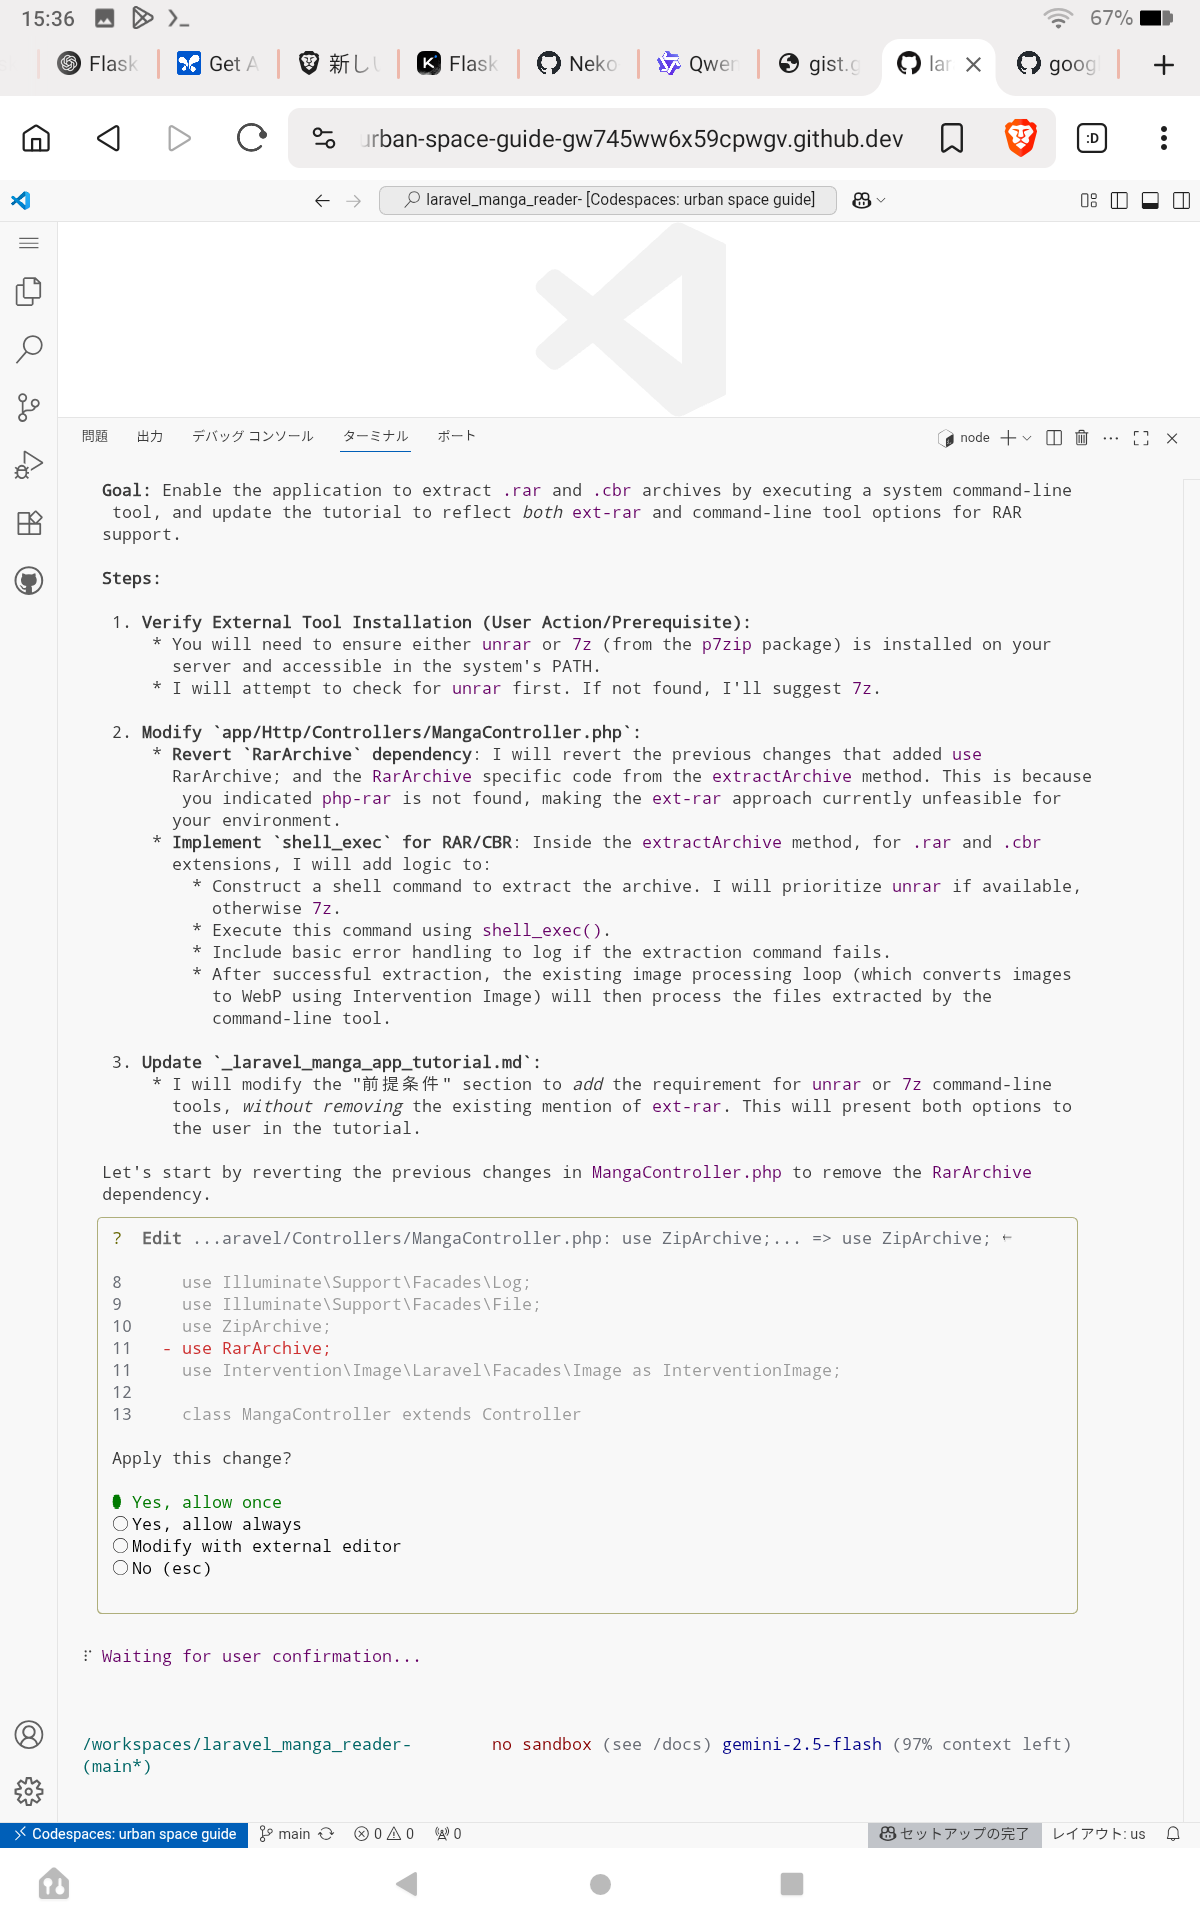 15:36
67%
Flask
Get A
新し
Flask
Neko
Qwen
gist.g
lar
goog
urban-space-guide-gw745ww6x59cpwgv.github.dev
:D
laravel_manga_reader- [Codespaces: urban space guide]
問題 出力 デバッグ コンソール ターミナル ポート
node
Goal: Enable the application to extract .rar and .cbr archives by executing a system command-line
tool, and update the tutorial to reflect both ext-rar and command-line tool options for RAR
support.
Steps:
1. Verify External Tool Installation (User Action/Prerequisite):
* You will need to ensure either unrar or 7z (from the p7zip package) is installed on your
server and accessible in the system's PATH.
* I will attempt to check for unrar first. If not found, I'll suggest 7z.
2. Modify `app/Http/Controllers/MangaController.php`:
* Revert `RarArchive` dependency: I will revert the previous changes that added use
RarArchive; and the RarArchive specific code from the extractArchive method. This is because
you indicated php-rar is not found, making the ext-rar approach currently unfeasible for
your environment.
* Implement `shell_exec` for RAR/CBR: Inside the extractArchive method, for .rar and .cbr
extensions, I will add logic to:
* Construct a shell command to extract the archive. I will prioritize unrar if available,
otherwise 7z.
* Execute this command using shell_exec().
* Include basic error handling to log if the extraction command fails.
* After successful extraction, the existing image processing loop (which converts images
to WebP using Intervention Image) will then process the files extracted by the
command-line tool.
3. Update `_laravel_manga_app_tutorial.md`:
* I will modify the "前提条件" section to add the requirement for unrar or 7z command-line
tools, without removing the existing mention of ext-rar. This will present both options to
the user in the tutorial.
Let's start by reverting the previous changes in MangaController.php to remove the RarArchive
dependency.
? Edit ...aravel/Controllers/MangaController.php: use ZipArchive;... => use ZipArchive; ←
8 use Illuminate\Support\Facades\Log;
9 use Illuminate\Support\Facades\File;
10 use ZipArchive;
11 - use RarArchive;
11 use Intervention\Image\Laravel\Facades\Image as InterventionImage;
12
13 class MangaController extends Controller
Apply this change?
Yes, allow once
Yes, allow always
Modify with external editor
No (esc)
Waiting for user confirmation...
/workspaces/laravel_manga_reader- no sandbox (see /docs) gemini-2.5-flash (97% context left)
(main*)
Codespaces: urban space guide main 0 0 0 セットアップの完了 レイアウト: us